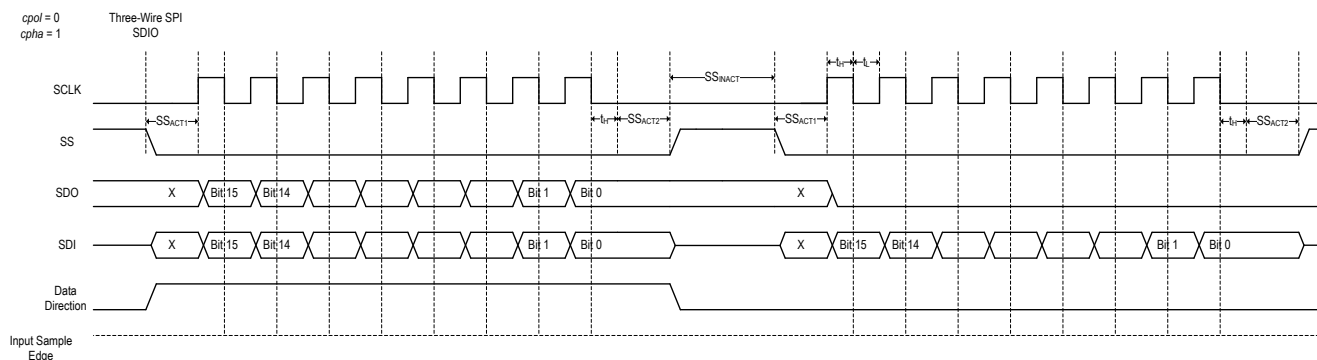 cpol = 0
cpha = 1
Three-Wire SPI
SDIO
SCLK
tH tL
SSINACT
SSACT1
tH
SSACT2
SSACT1
tH
SSACT2
SS
SDO
X Bit 15 Bit 14 Bit 1 Bit 0 X
SDI
X Bit 15 Bit 14 Bit 1 Bit 0 X Bit 15 Bit 14 Bit 1 Bit 0
Data
Direction
Input Sample
Edge